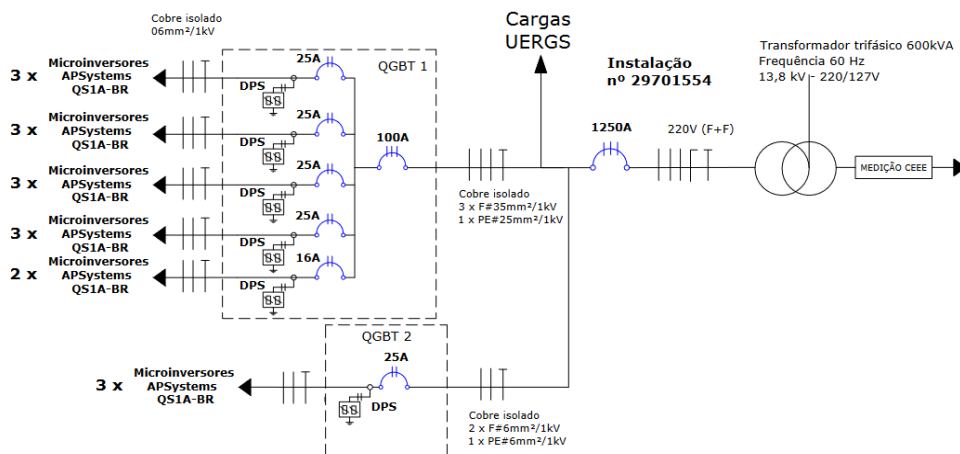 Cobre isolado
06mm²/1kV
Microinversores
APSystems
QS1A-BR
3 x
25A
DPS
QGBT 1
Microinversores
APSystems
QS1A-BR
3 x
25A
DPS
Microinversores
APSystems
QS1A-BR
3 x
25A
DPS
Microinversores
APSystems
QS1A-BR
3 x
25A
DPS
Microinversores
APSystems
QS1A-BR
2 x
16A
DPS
100A
Cobre isolado
3 x F#35mm²/1kV
1 x PE#25mm²/1kV
Cargas
UERGS
Instalação
nº 29701554
1250A
220V (F+F)
Transformador trifásico 600kVA
Frequência 60 Hz
13,8 kV - 220/127V
MEDIÇÃO CEEE
QGBT 2
25A
DPS
3 x
Microinversores
APSystems
QS1A-BR
Cobre isolado
2 x F#6mm²/1kV
1 x PE#6mm²/1kV